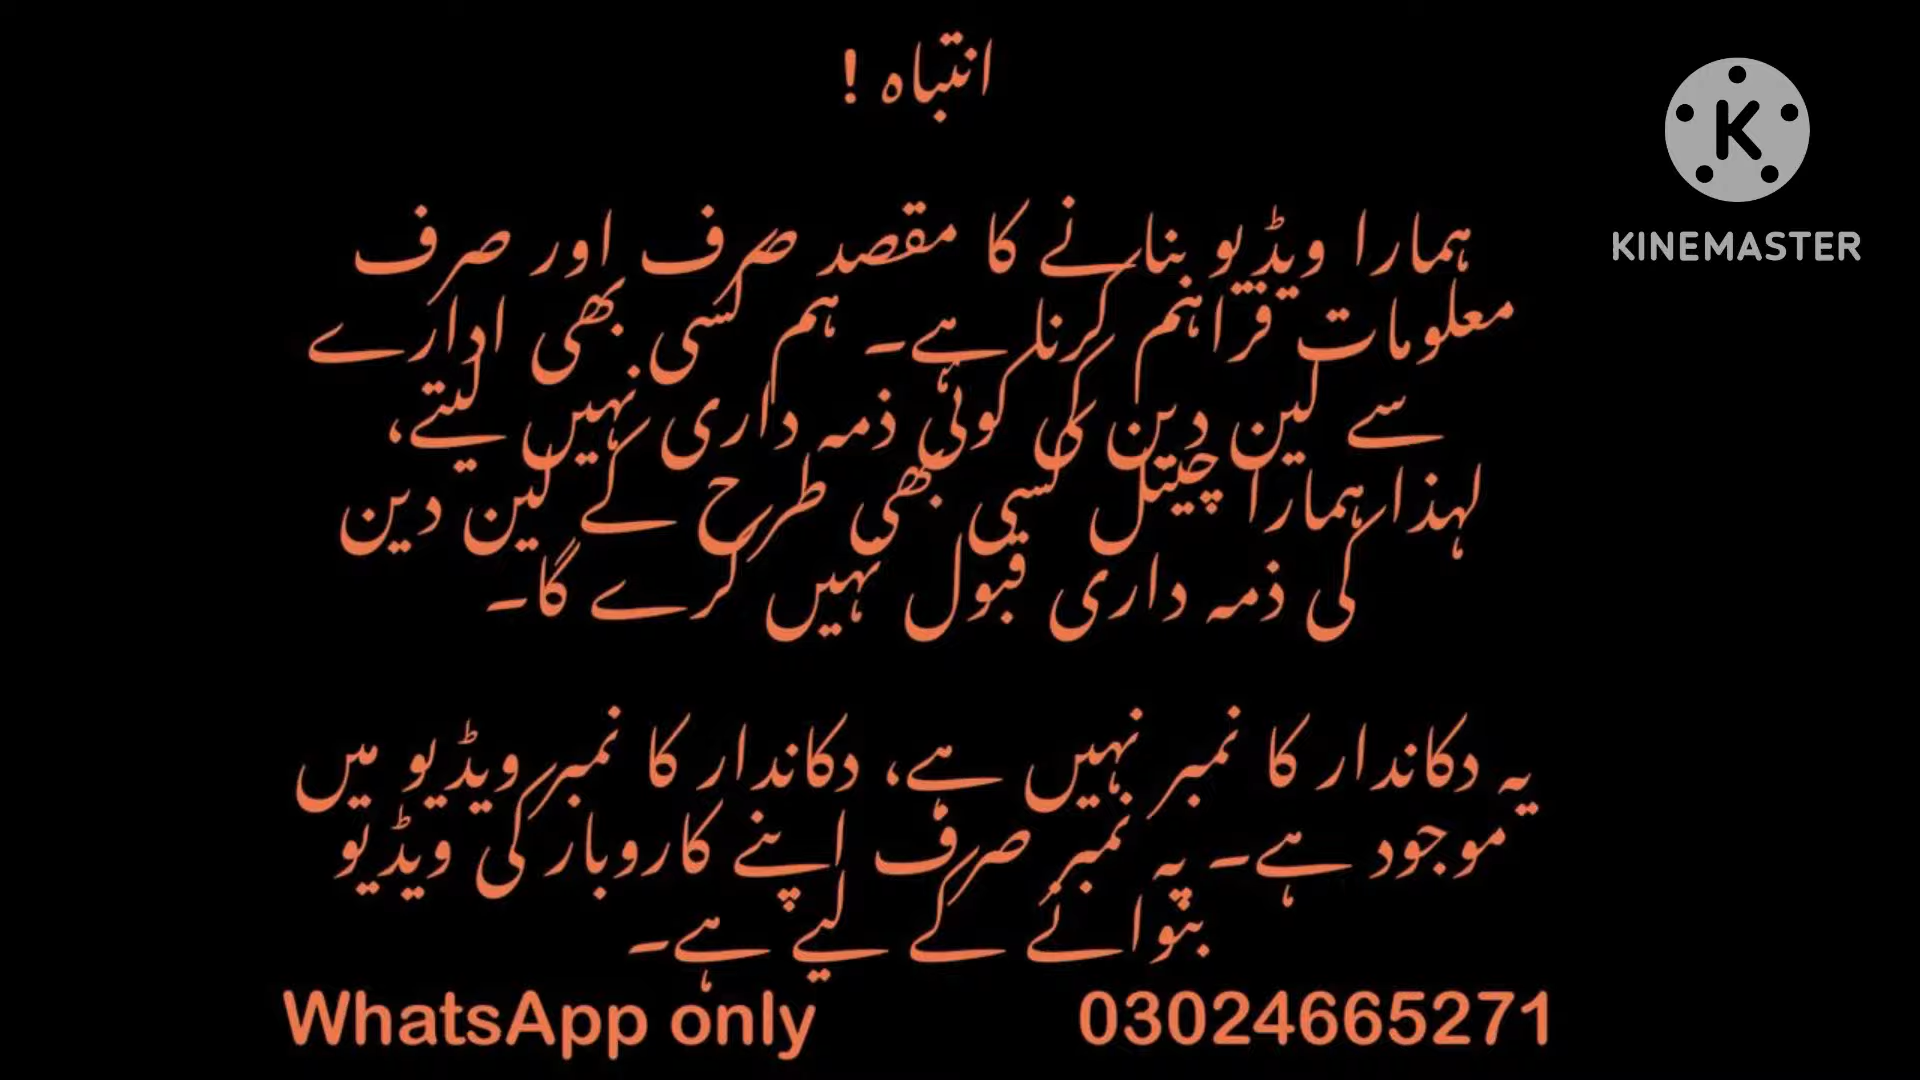 انتباہ !
ہمارا ویڈیو بنانے کا مقصد صرف اور صرف
معلومات فراہم کرنا ہے۔ ہم کسی بھی ادارے
سے لین دین کی کوئی ذمہ داری نہیں لیتے،
لہذا ہمارا چینل کسی بھی طرح کے لین دین
کی ذمہ داری قبول نہیں کرے گا۔
یہ دکاندار کا نمبر نہیں ہے، دکاندار کا نمبر ویڈیو میں
موجود ہے۔ یہ نمبر صرف اپنے کاروبار کی ویڈیو
بنوانے کے لیے ہے۔
WhatsApp only 03024665271
K
KINEMASTER